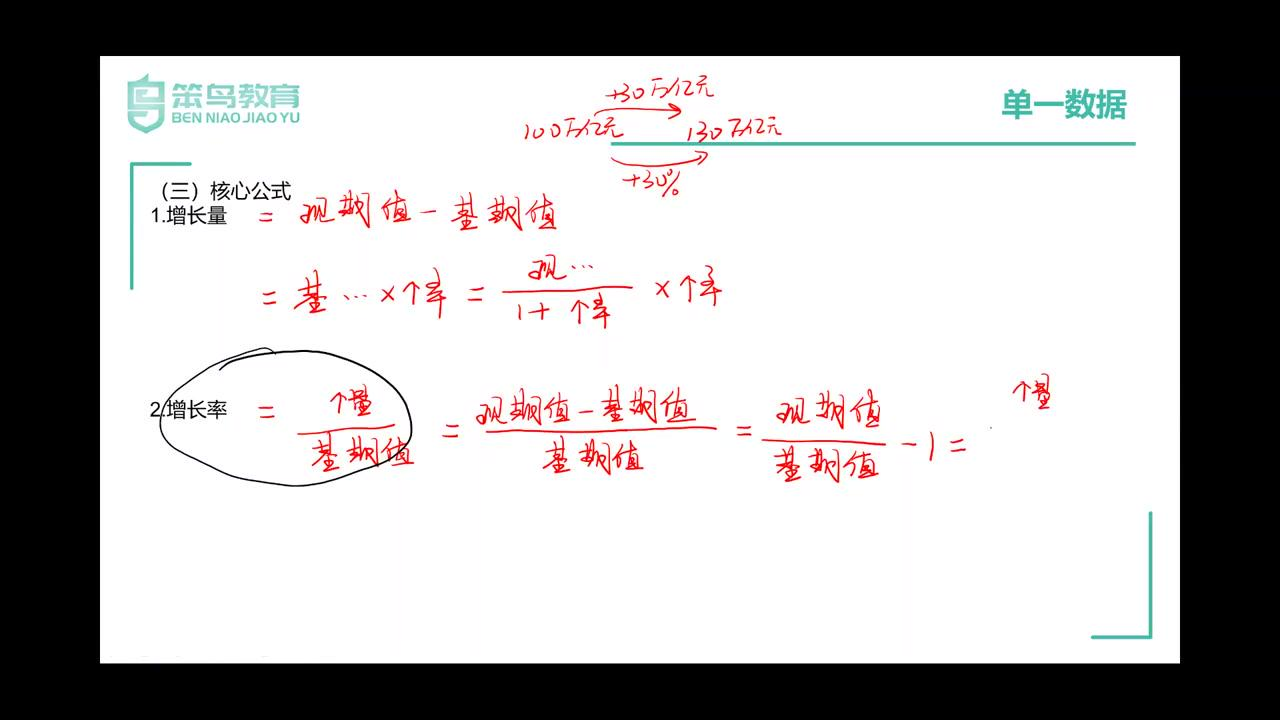 笨鸟教育
BEN NIAO JIAO YU
单一数据
+30万亿元
100万亿元 130万亿元
+30%
（三）核心公式
1.增长量 = 现期值 - 基期值
= 基… ×个率 = 现… / 1+个率 ×个率
2.增长率 = 个量 / 基期值 = 现期值-基期值 / 基期值 = 现期值 / 基期值 -1 =
个量